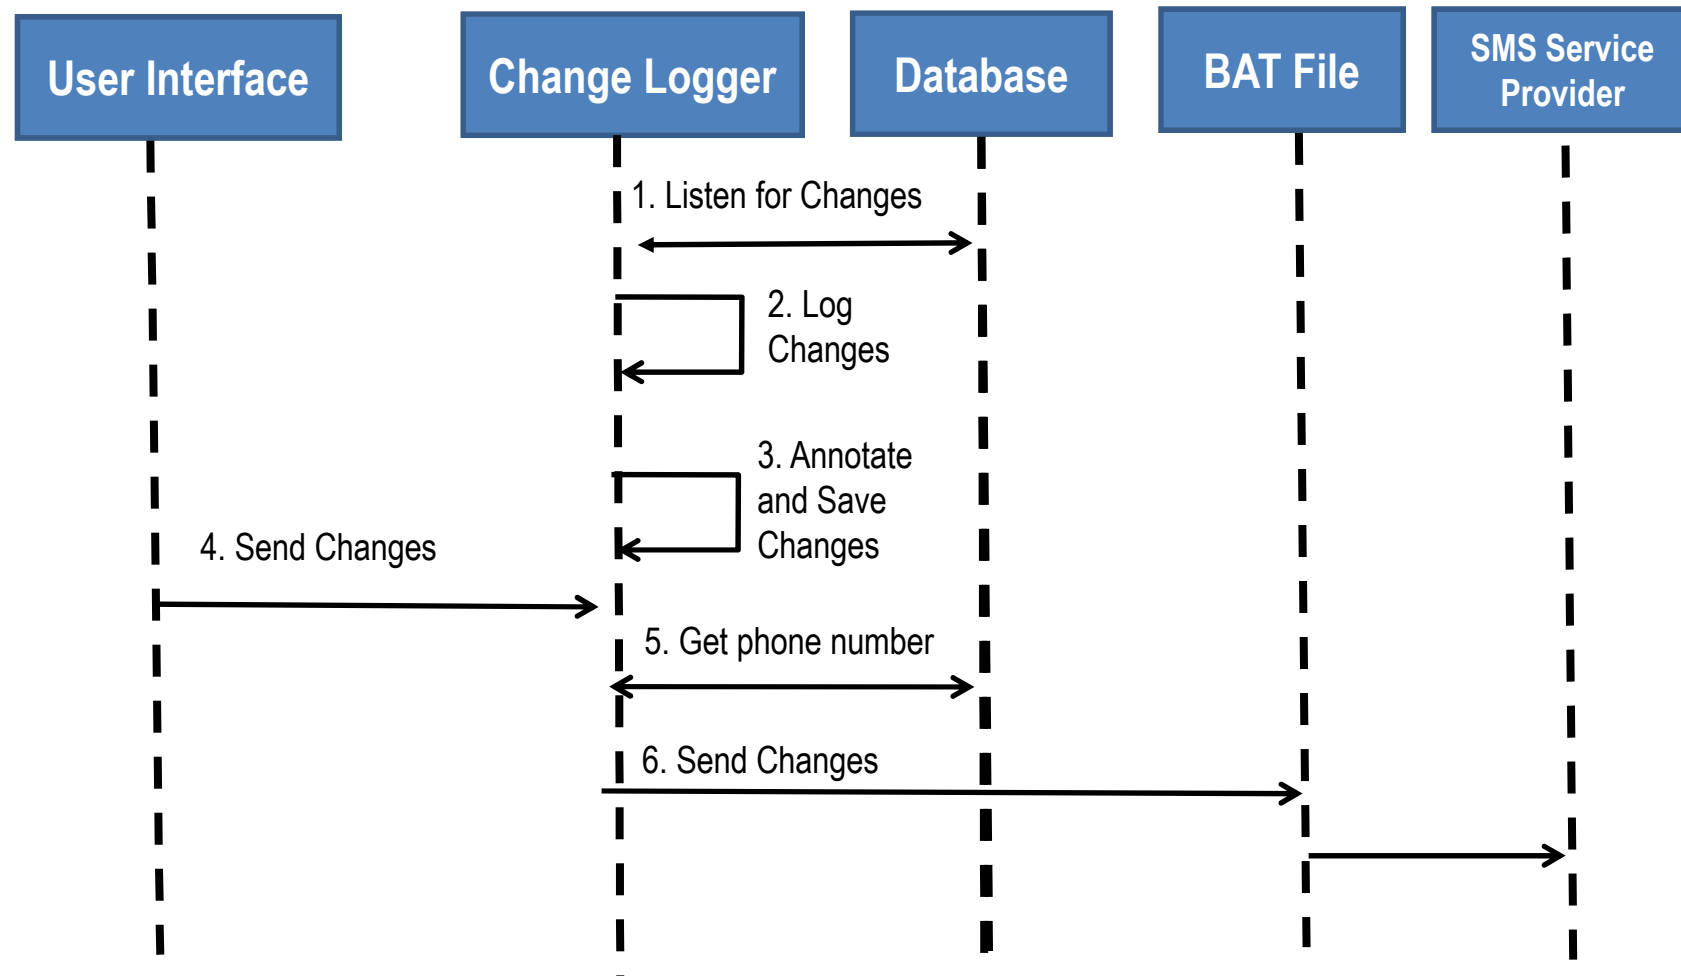 User Interface
Change Logger
Database
BAT File
SMS Service
Provider
1. Listen for Changes
2. Log
Changes
3. Annotate
and Save
Changes
4. Send Changes
5. Get phone number
6. Send Changes